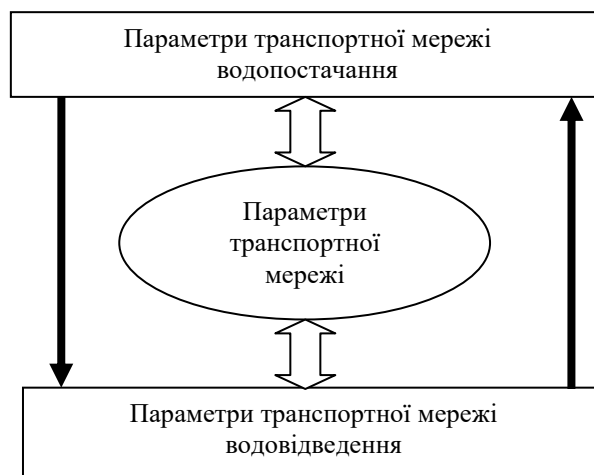 Параметри транспортної мережі
водопостачання
Параметри
транспортної
мережі
Параметри транспортної мережі
водовідведення